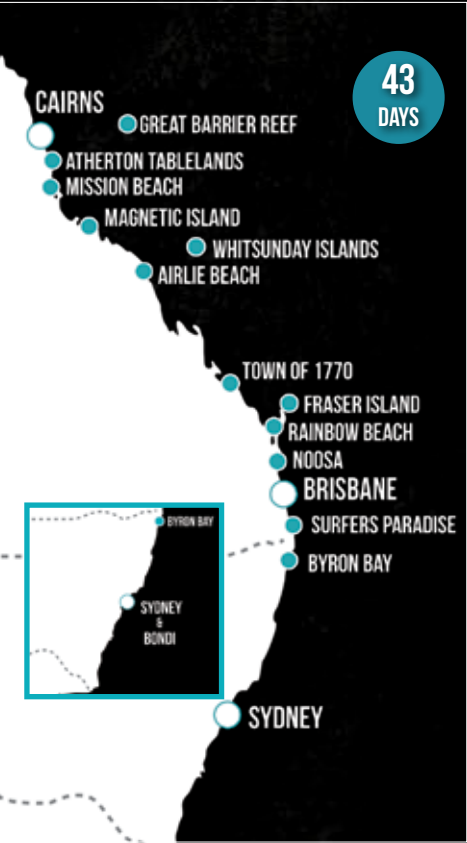 43
DAYS
CAIRNS
GREAT BARRIER REEF
ATHERTON TABLELANDS
MISSION BEACH
MAGNETIC ISLAND
WHITSUNDAY ISLANDS
AIRLIE BEACH
TOWN OF 1770
FRASER ISLAND
RAINBOW BEACH
NOOSA
BRISBANE
SURFERS PARADISE
BYRON BAY
BYRON BAY
SYDNEY
&
BONDI
SYDNEY